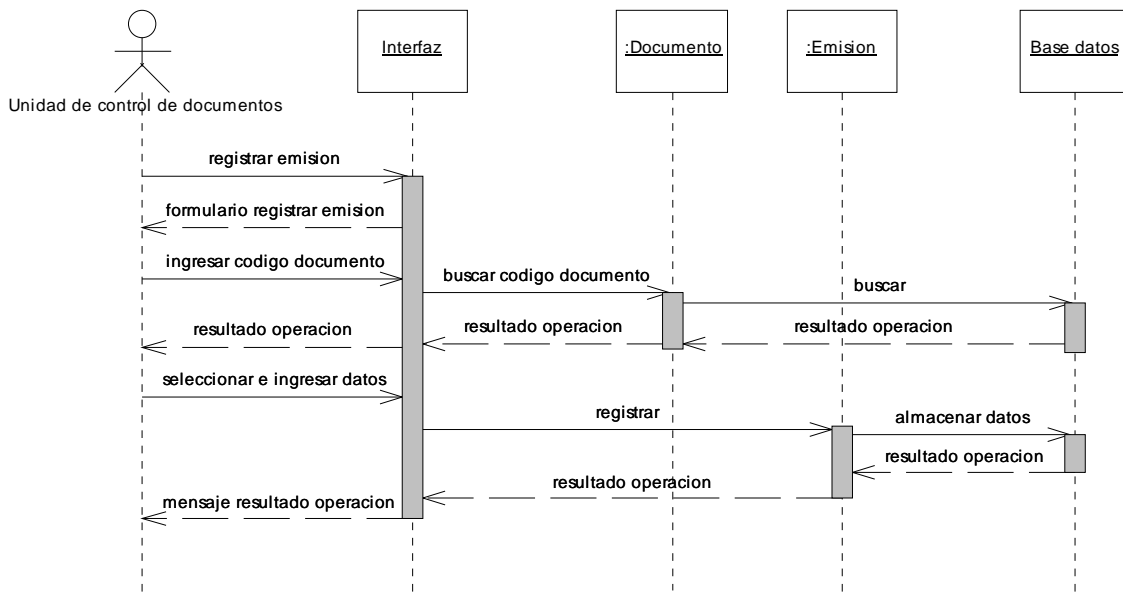 Interfaz
:Documento
:Emision
Base datos
Unidad de control de documentos
registrar emision
formulario registrar emision
ingresar codigo documento
buscar codigo documento
buscar
resultado operacion
resultado operacion
resultado operacion
seleccionar e ingresar datos
registrar
almacenar datos
resultado operacion
resultado operacion
mensaje resultado operacion